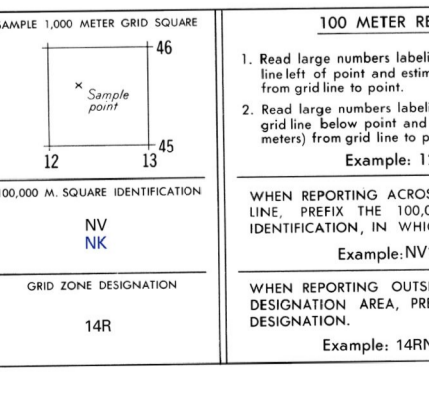 SAMPLE 1,000 METER GRID SQUARE
46
Sample
point
45
12 13
100,000 M. SQUARE IDENTIFICATION
NV
NK
GRID ZONE DESIGNATION
14R
100 METER RE
1. Read large numbers labeli
line left of point and estim
from grid line to point.
2. Read large numbers labeli
grid line below point and
meters) from grid line to p
Example: 1
WHEN REPORTING ACROS
LINE, PREFIX THE 100,0
IDENTIFICATION, IN WHI
Example: NV
WHEN REPORTING OUTSI
DESIGNATION AREA, PRE
DESIGNATION.
Example: 14RN